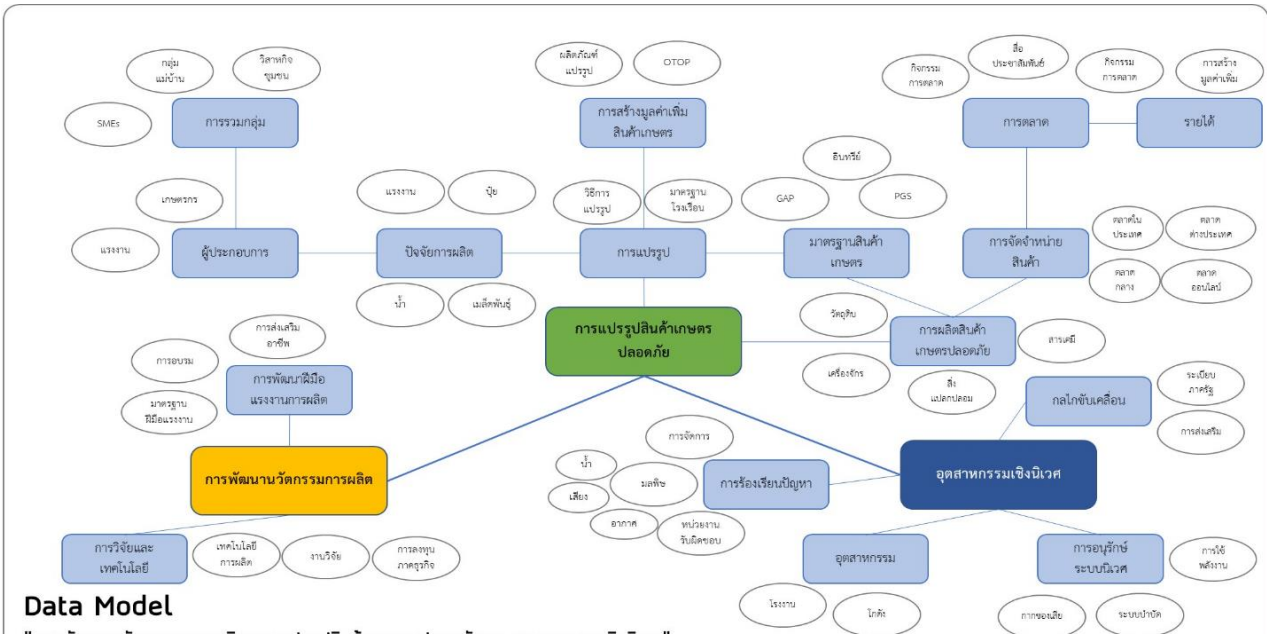 กลุ่ม
แม่บ้าน
วิสาหกิจ
ชุมชน
SMEs
การรวมกลุ่ม
ผลิตภัณฑ์
แปรรูป
OTOP
การสร้างมูลค่าเพิ่ม
สินค้าเกษตร
กิจกรรม
การตลาด
สื่อ
ประชาสัมพันธ์
กิจกรรม
การตลาด
การสร้าง
มูลค่าเพิ่ม
การตลาด
รายได้
เกษตรกร
แรงงาน
ผู้ประกอบการ
แรงงาน
ปุ๋ย
ปัจจัยการผลิต
น้ำ
เมล็ดพันธุ์
วิธีการ
แปรรูป
มาตรฐาน
โรงเรือน
การแปรรูป
อินทรีย์
GAP
PGS
มาตรฐานสินค้า
เกษตร
การจัดจำหน่าย
สินค้า
ตลาดใน
ประเทศ
ตลาด
ต่างประเทศ
ตลาด
กลาง
ตลาด
ออนไลน์
การแปรรูปสินค้าเกษตร
ปลอดภัย
วัตถุดิบ
การผลิตสินค้า
เกษตรปลอดภัย
สารเคมี
เครื่องจักร
สิ่ง
แปลกปลอม
การส่งเสริม
อาชีพ
การอบรม
การพัฒนาฝีมือ
แรงงานการผลิต
มาตรฐาน
ฝีมือแรงงาน
กลไกขับเคลื่อน
ระเบียบ
ภาครัฐ
การส่งเสริม
การพัฒนานวัตกรรมการผลิต
การจัดการ
น้ำ
มลพิษ
เสียง
อากาศ
หน่วยงาน
รับผิดชอบ
การร้องเรียนปัญหา
อุตสาหกรรมเชิงนิเวศ
การวิจัยและ
เทคโนโลยี
เทคโนโลยี
การผลิต
งานวิจัย
การลงทุน
ภาคธุรกิจ
อุตสาหกรรม
โรงงาน
โกดัง
การอนุรักษ์
ระบบนิเวศ
การใช้
พลังงาน
กากของเสีย
ระบบบำบัด
Data Model